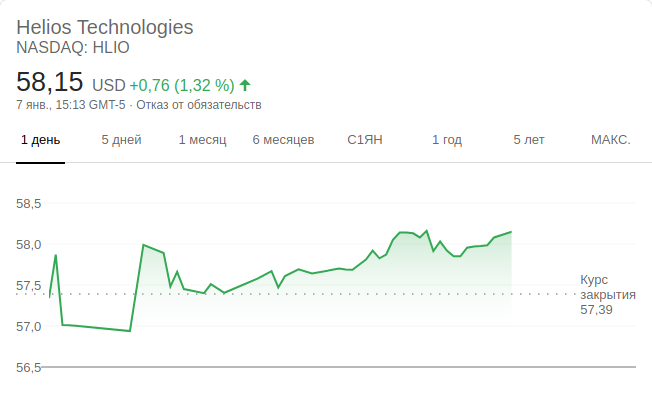 Helios Technologies
NASDAQ: HLIO
58,15 USD +0,76 (1,32 %)
7 янв., 15:13 GMT-5 · Отказ от обязательств
1 день 5 дней 1 месяц 6 месяцев С1ЯН 1 год 5 лет МАКС.
58,5
58,0
57,5
Курс
закрытия
57,39
57,0
56,5